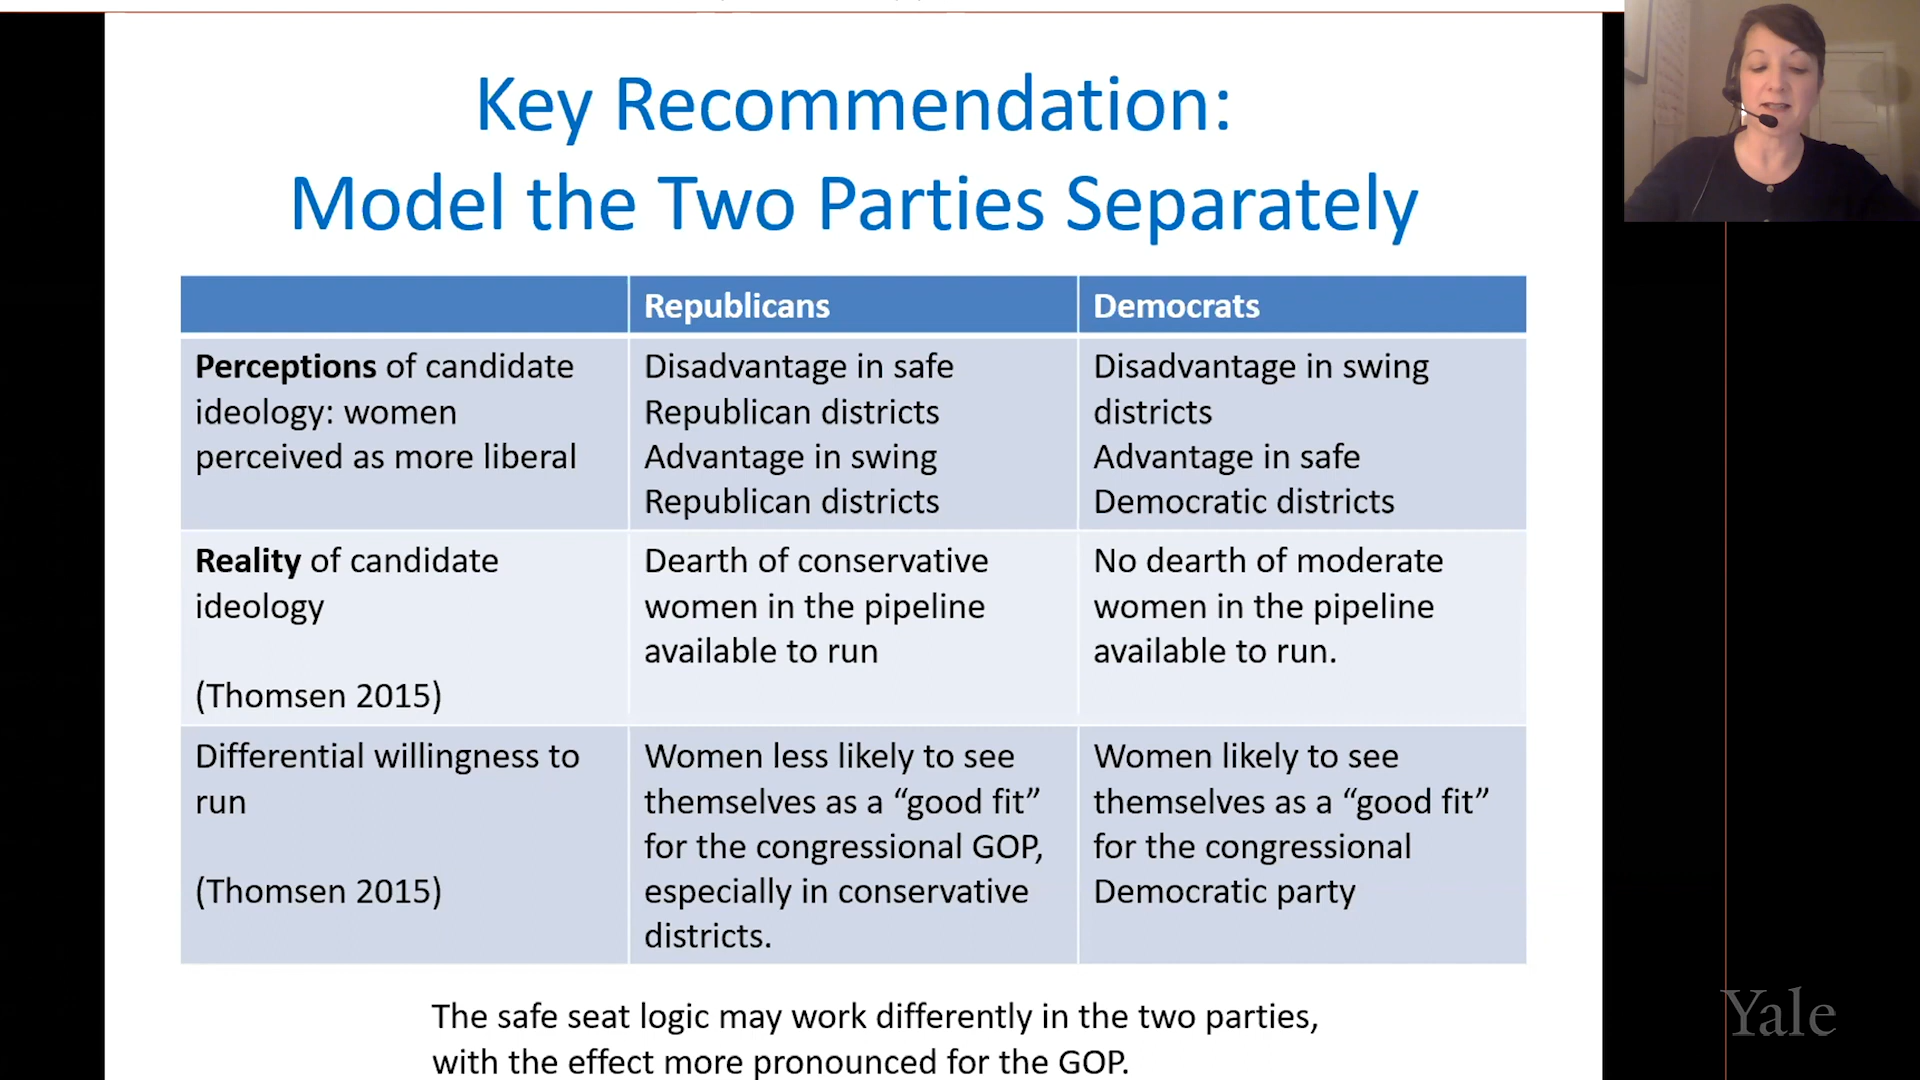 Key Recommendation:
Model the Two Parties Separately
Republicans
Democrats
Perceptions of candidate
ideology: women
perceived as more liberal
Disadvantage in safe
Republican districts
Advantage in swing
Republican districts
Disadvantage in swing
districts
Advantage in safe
Democratic districts
Reality of candidate
ideology
(Thomsen 2015)
Dearth of conservative
women in the pipeline
available to run
No dearth of moderate
women in the pipeline
available to run.
Differential willingness to
run
(Thomsen 2015)
Women less likely to see
themselves as a “good fit”
for the congressional GOP,
especially in conservative
districts.
Women likely to see
themselves as a “good fit”
for the congressional
Democratic party
The safe seat logic may work differently in the two parties,
with the effect more pronounced for the GOP.
Yale